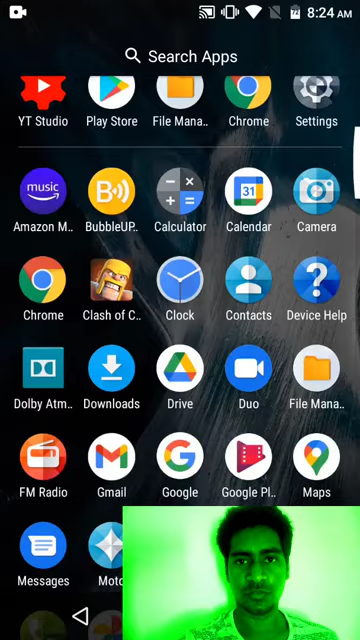 8:24 AM
Search Apps
YT Studio Play Store File Mana.. Chrome Settings
music B 31
Amazon M.. BubbleUP.. Calculator Calendar Camera
Chrome Clash of C.. Clock Contacts Device Help
Dolby Atm.. Downloads Drive Duo File Mana..
FM Radio Gmail Google Google Pl.. Maps
Messages Moto